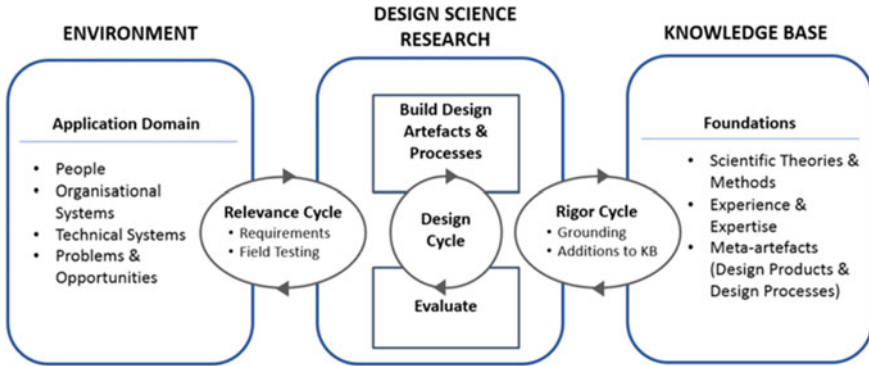 ENVIRONMENT
Application Domain
• People
• Organisational
Systems
• Technical Systems
• Problems &
Opportunities
Relevance Cycle
• Requirements
• Field Testing
DESIGN SCIENCE
RESEARCH
Build Design
Artefacts &
Processes
Design
Cycle
Evaluate
Rigor Cycle
• Grounding
• Additions to KB
KNOWLEDGE BASE
Foundations
• Scientific Theories &
Methods
• Experience &
Expertise
• Meta-artefacts
(Design Products &
Design Processes)